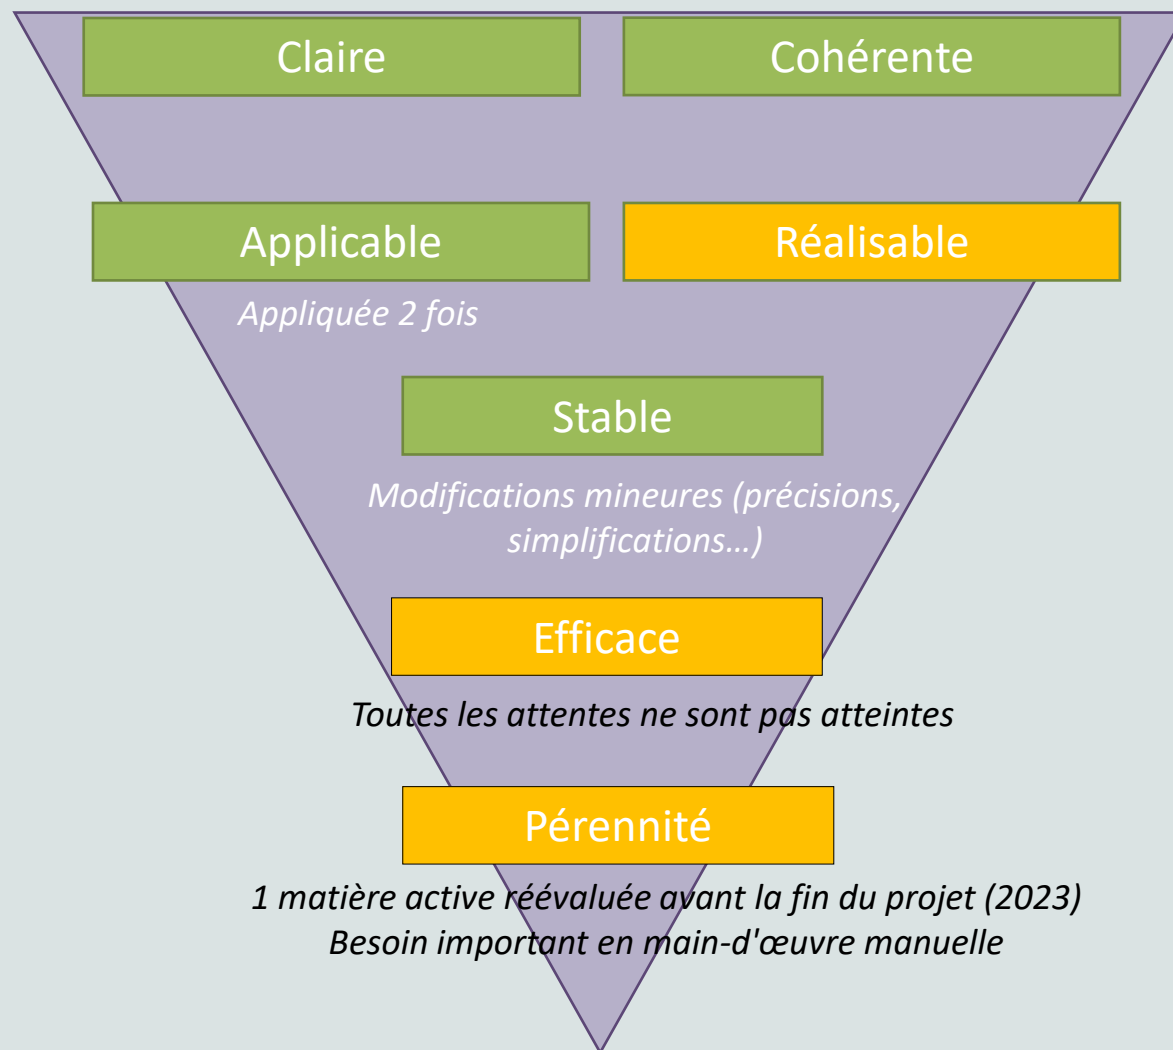 Claire
Cohérente
Applicable
Réalisable
Appliquée 2 fois
Stable
Modifications mineures (précisions,
simplifications…)
Efficace
Toutes les attentes ne sont pas atteintes
Pérennité
1 matière active réévaluée avant la fin du projet (2023)
Besoin important en main-d'œuvre manuelle